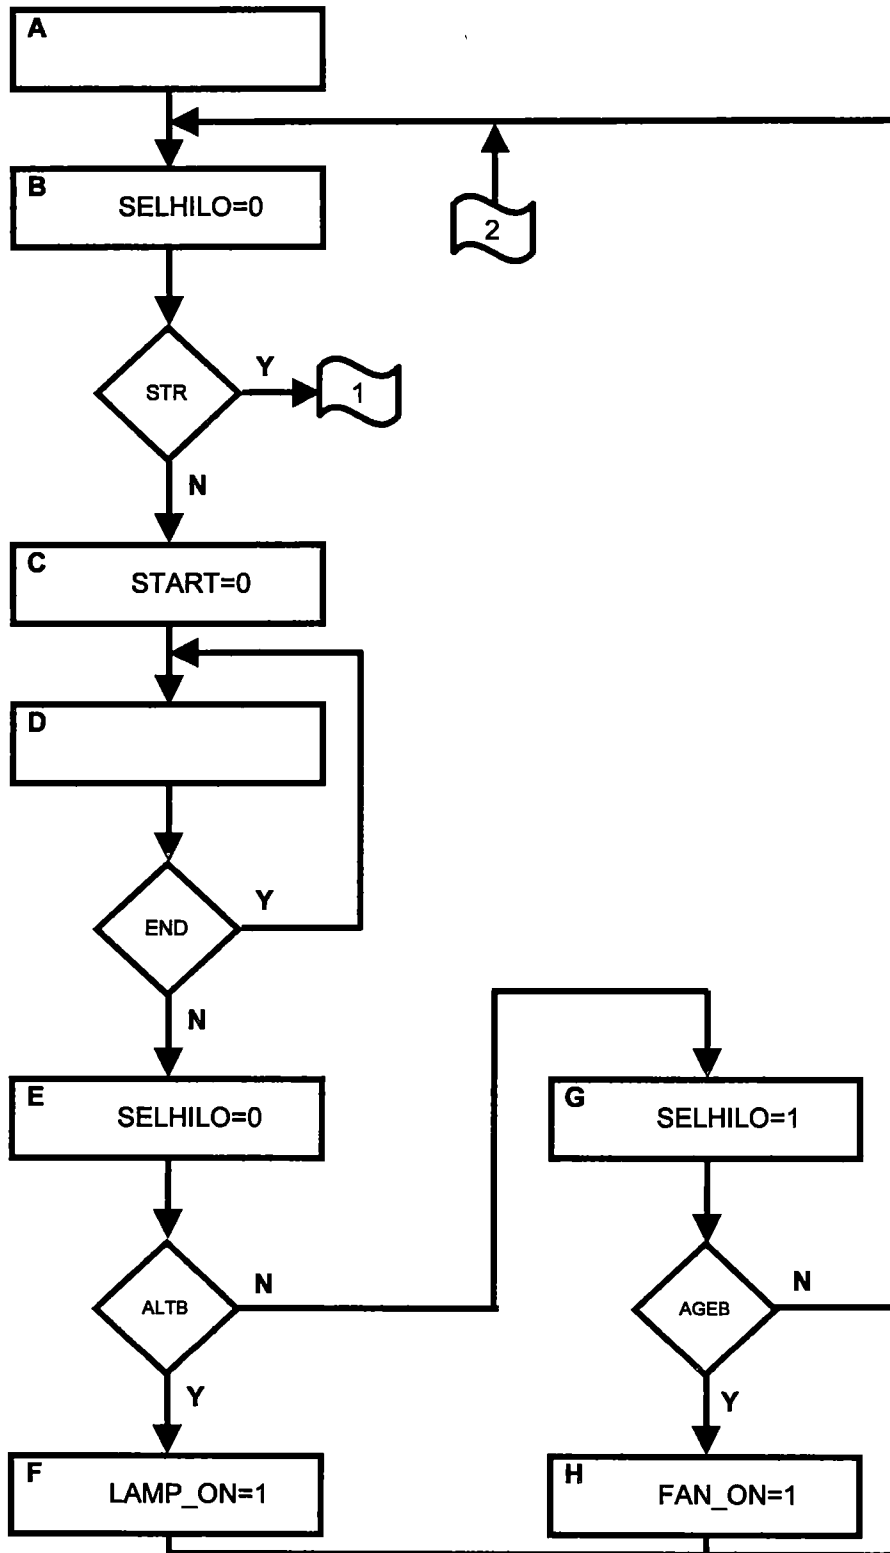 A
B
SELHILO=0
2
STR
Y
1
N
C
START=0
D
END
Y
N
E
SELHILO=0
G
SELHILO=1
ALTB
N
AGEB
N
Y
Y
F
LAMP_ON=1
H
FAN_ON=1